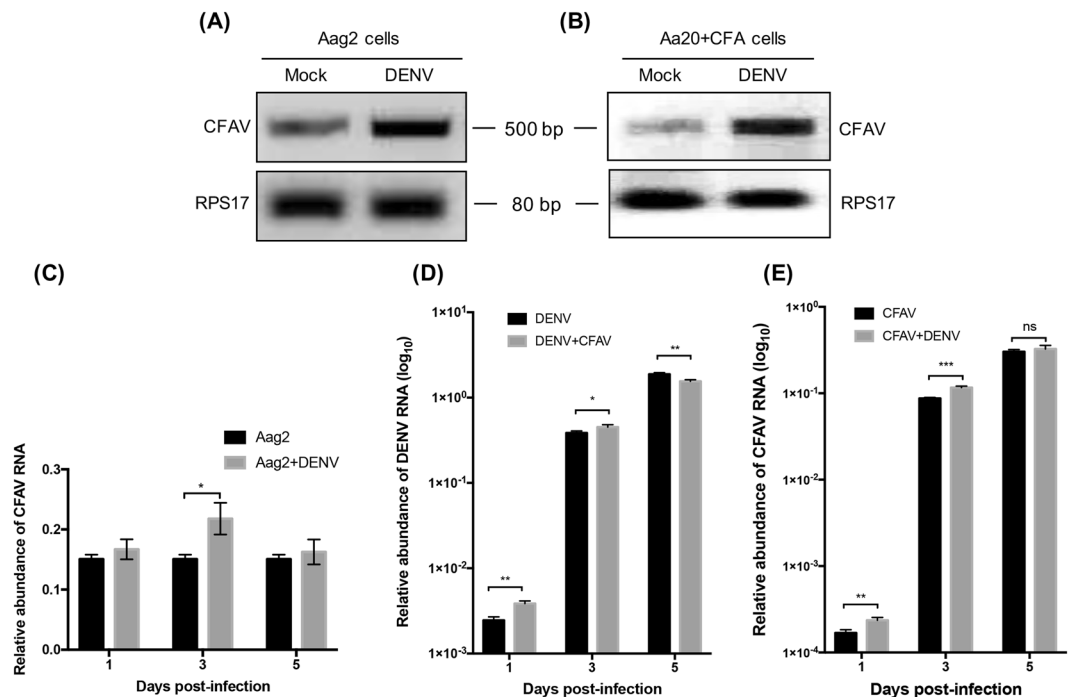 (A)
Aag2 cells
Mock DENV
CFAV
RPS17
500 bp
80 bp
(B)
Aa20+CFA cells
Mock DENV
CFAV
RPS17
(C)
Relative abundance of CFAV RNA
Aag2
Aag2+DENV
0.3
0.2
0.1
0.0
*
1 3 5
Days post-infection
(D)
Relative abundance of DENV RNA (log10)
DENV
DENV+CFAV
1×10^1
1×10^0
1×10^-1
1×10^-2
1×10^-3
**
*
**
1 3 5
Days post-infection
(E)
Relative abundance of CFAV RNA (log10)
CFAV
CFAV+DENV
1×10^0
1×10^-1
1×10^-2
1×10^-3
1×10^-4
**
***
ns
1 3 5
Days post-infection